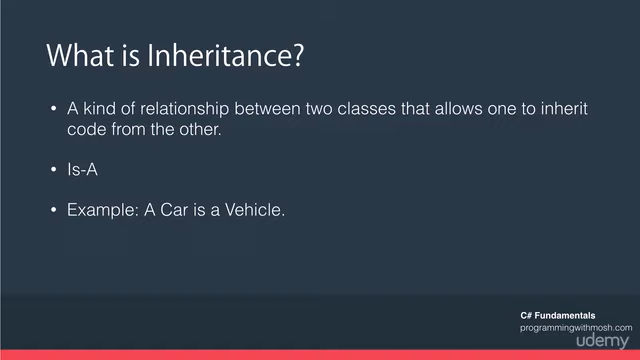 What is Inheritance?
• A kind of relationship between two classes that allows one to inherit
code from the other.
• Is-A
• Example: A Car is a Vehicle.
C# Fundamentals
programmingwithmosh.com
udemy